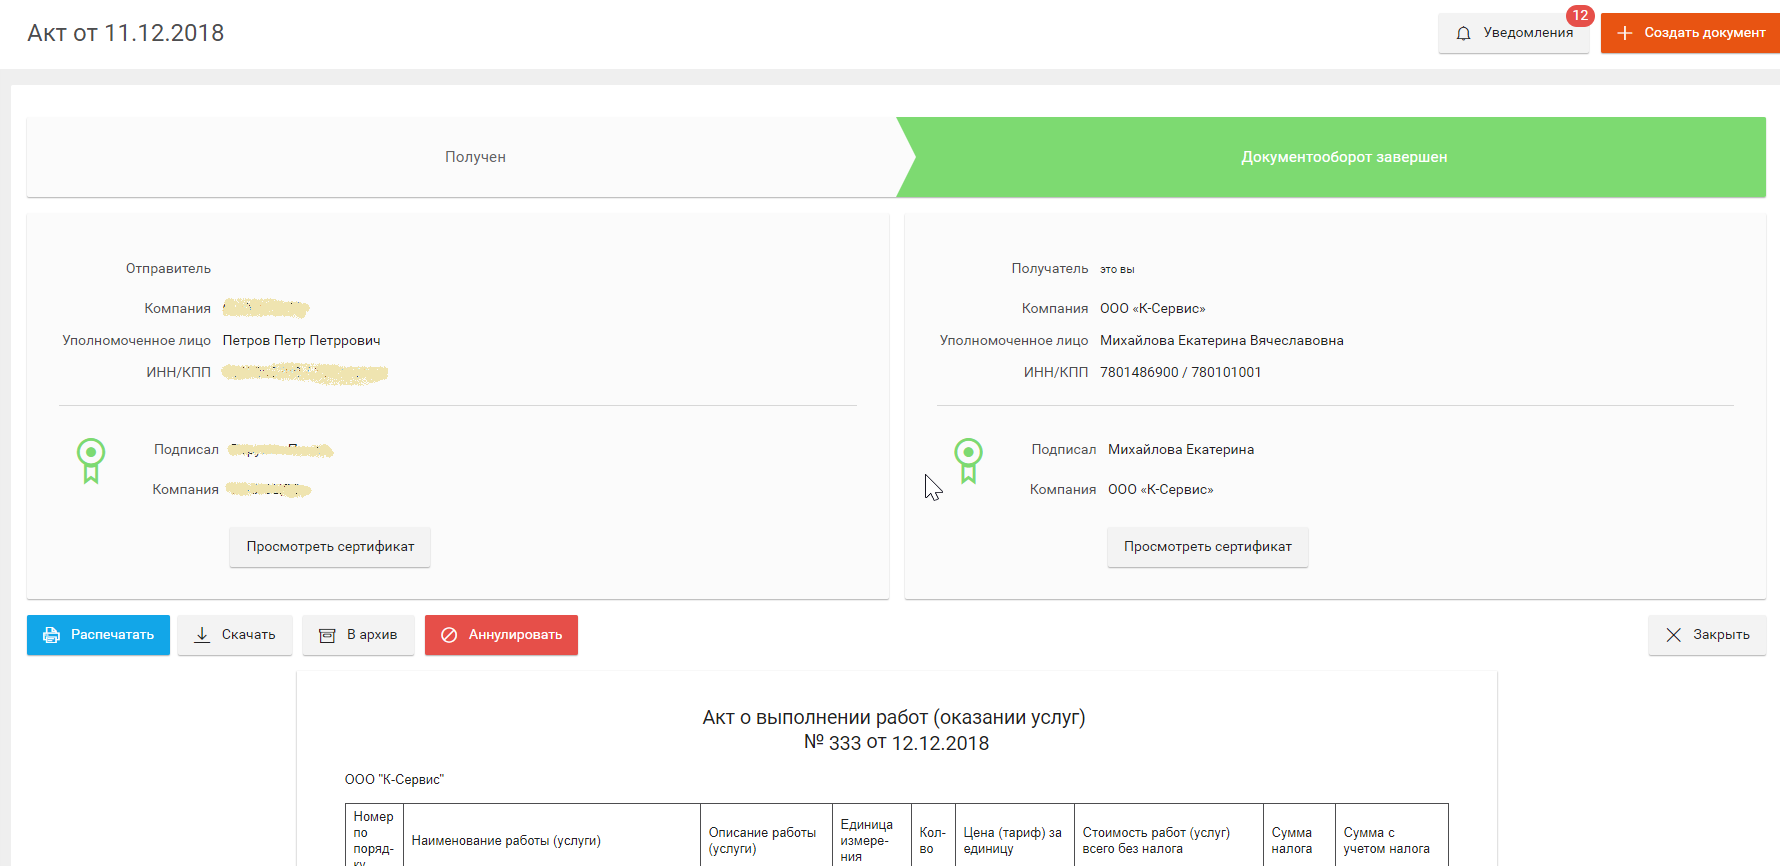 Акт от 11.12.2018
12
Уведомления
Создать документ
Получен
Документооборот завершен
Отправитель
Компания
Уполномоченное лицо Петров Петр Петррович
ИНН/КПП
Подписал
Компания
Просмотреть сертификат
Получатель это вы
Компания ООО «К-Сервис»
Уполномоченное лицо Михайлова Екатерина Вячеславовна
ИНН/КПП 7801486900 / 780101001
Подписал Михайлова Екатерина
Компания ООО «К-Сервис»
Просмотреть сертификат
Распечатать Скачать В архив Аннулировать Закрыть
Акт о выполнении работ (оказании услуг)
№ 333 от 12.12.2018
ООО "К-Сервис"
Номер
по
поряд-
ку
Наименование работы (услуги)
Описание работы
(услуги)
Единица
измере-
ния
Кол-
во
Цена (тариф) за
единицу
Стоимость работ (услуг)
всего без налога
Сумма
налога
Сумма с
учетом налога